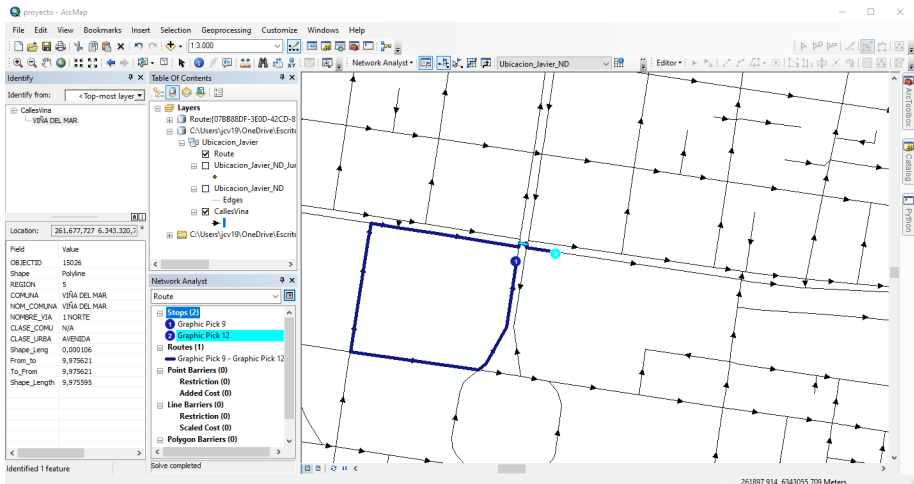 proyecto - ArcMap
File Edit View Bookmarks Insert Selection Geoprocessing Customize Windows Help
1:3.000
Network Analyst Ubicacion_Javier_ND Editor
Identify
Identify from: <Top-most layer
CallesVina
VIÑA DEL MAR
Location: 261.677,727 6.343.320,7
Field Value
OBJECTID 15026
Shape Polyline
REGION 5
COMUNA VIÑA DEL MAR
NOM_COMUNA VIÑA DEL MAR
NOMBRE_VIA 1 NORTE
CLASE_COMU N/A
CLASE_URBA AVENIDA
Shape_Leng 0,000106
From_to 9,975621
To_From 9,975621
Shape_Length 9,975595
Identified 1 feature
Table Of Contents
Layers
Route:{07BB88DF-3E0D-42CD-8
C:\Users\jcv19\OneDrive\Escrit
Ubicacion_Javier
Route
Ubicacion_Javier_ND_Jur
Ubicacion_Javier_ND
Edges
CallesVina
C:\Users\jcv19\OneDrive\Escrit
Network Analyst
Route
Stops (2)
1 Graphic Pick 9
2 Graphic Pick 12
Routes (1)
Graphic Pick 9 - Graphic Pick 12
Point Barriers (0)
Restriction (0)
Added Cost (0)
Line Barriers (0)
Restriction (0)
Scaled Cost (0)
Polygon Barriers (0)
Solve completed
1
2
ArcToolbox
Catalog
Python
261897,914 6343055,709 Meters